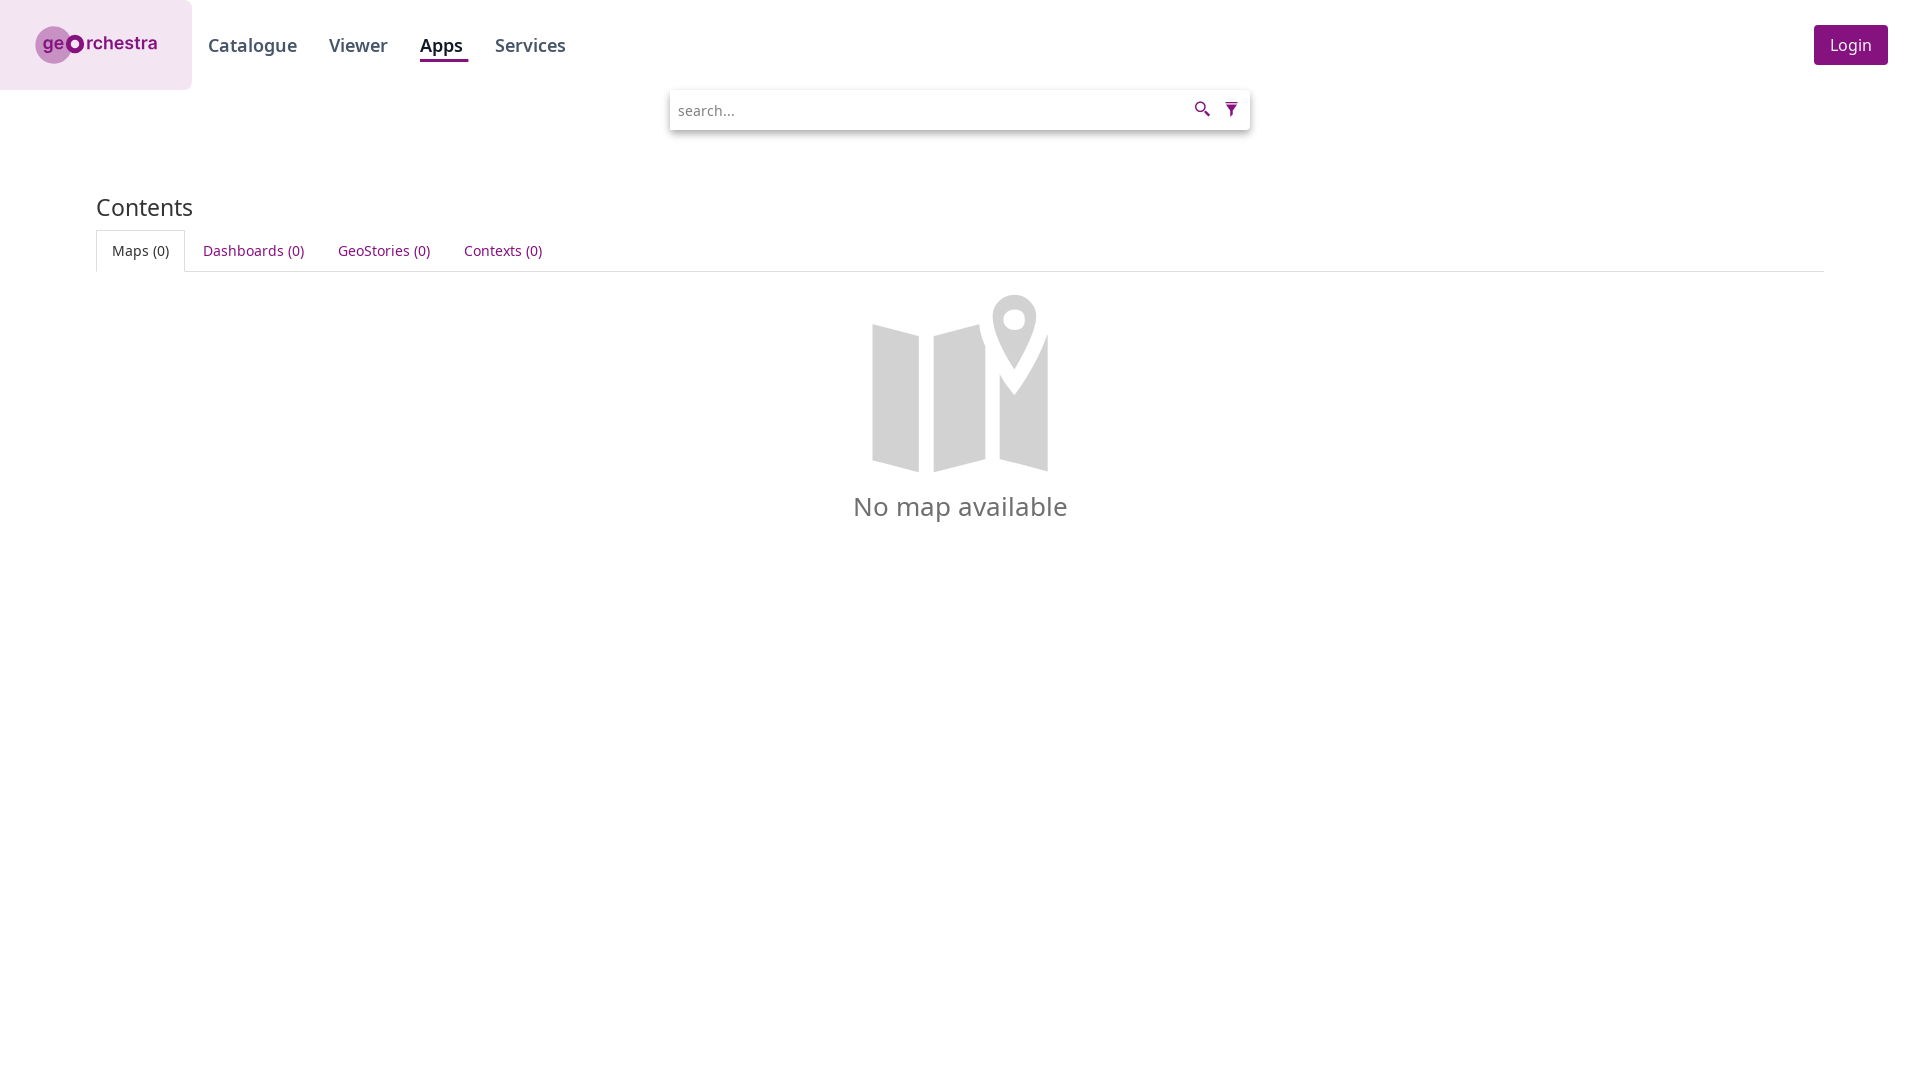 georchestra
Catalogue Viewer Apps Services
Login
search...
Contents
Maps (0) Dashboards (0) GeoStories (0) Contexts (0)
No map available